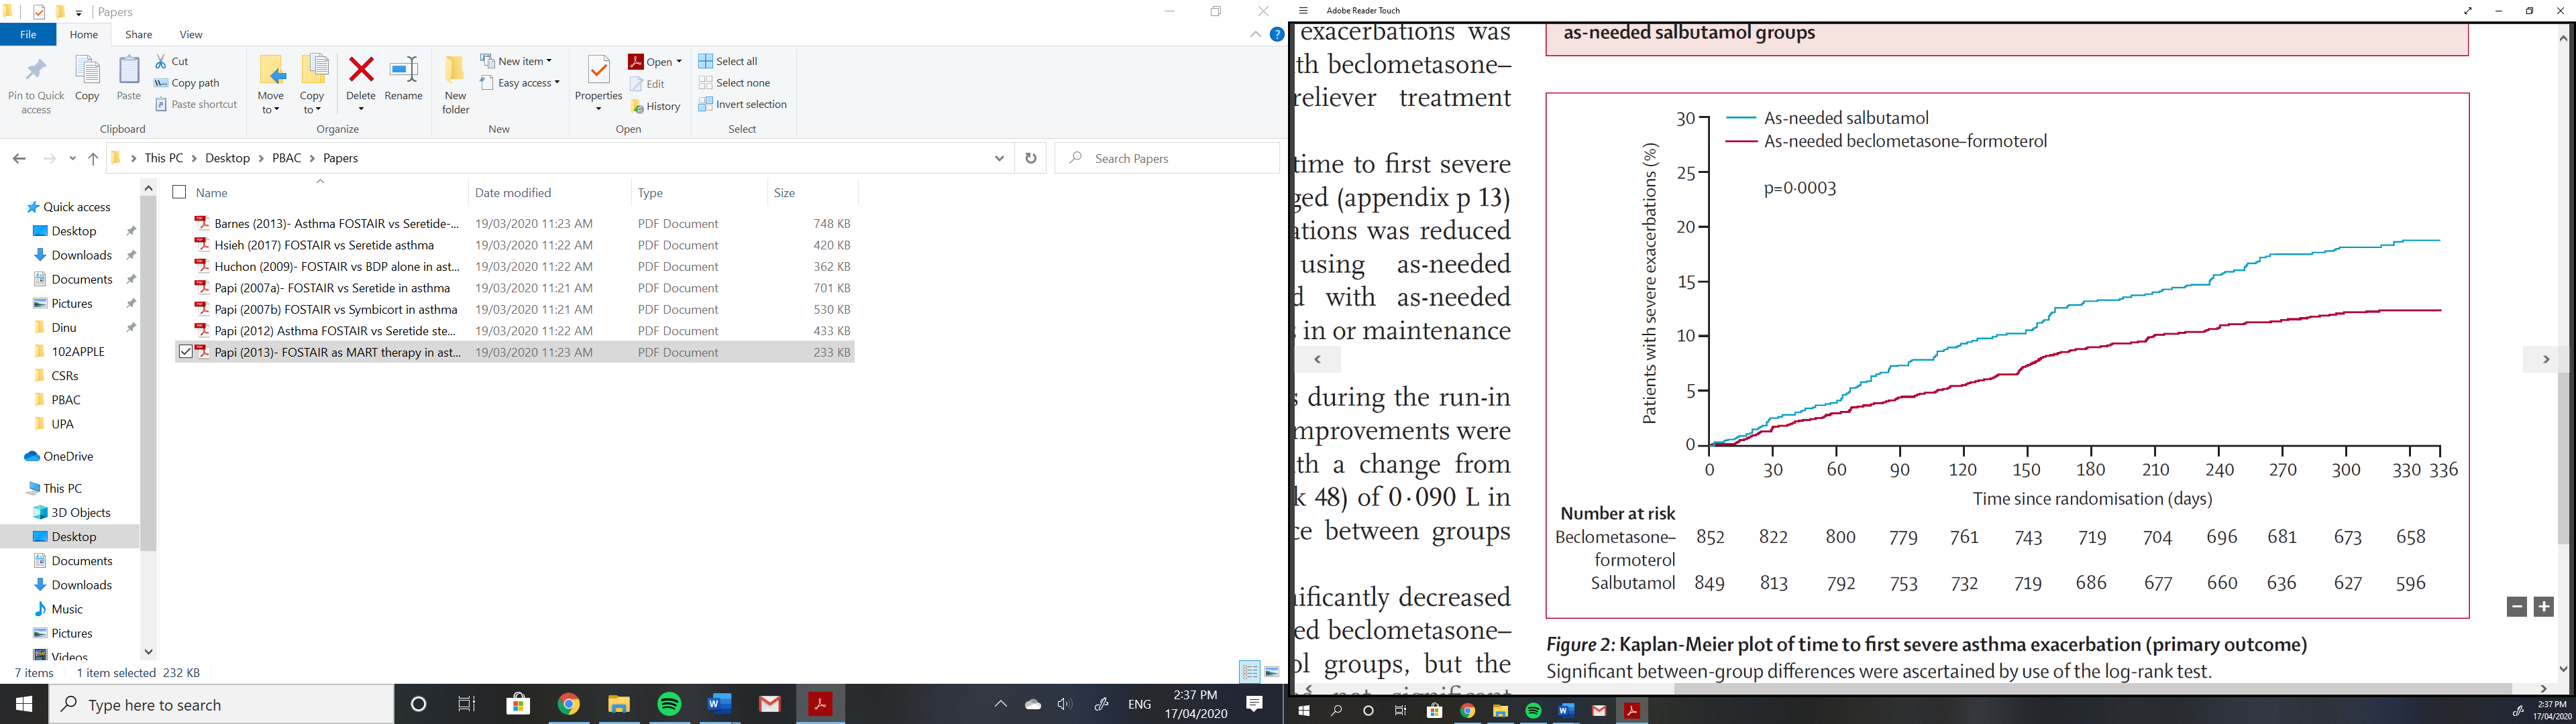 Papers
File Home Share View
Pin to Quick access
Copy
Paste
Cut
Copy path
Paste shortcut
Clipboard
Move to
Copy to
Delete
Rename
Organize
New folder
New item
Easy access
New
Properties
Open
Edit
History
Open
Select all
Select none
Invert selection
Select
This PC > Desktop > PBAC > Papers
Search Papers
Name Date modified Type Size
Barnes (2013)- Asthma FOSTAIR vs Seretide-... 19/03/2020 11:23 AM PDF Document 748 KB
Hsieh (2017) FOSTAIR vs Seretide asthma 19/03/2020 11:22 AM PDF Document 420 KB
Huchon (2009)- FOSTAIR vs BDP alone in ast... 19/03/2020 11:22 AM PDF Document 362 KB
Papi (2007a)- FOSTAIR vs Seretide in asthma 19/03/2020 11:21 AM PDF Document 701 KB
Papi (2007b) FOSTAIR vs Symbicort in asthma 19/03/2020 11:21 AM PDF Document 530 KB
Papi (2012) Asthma FOSTAIR vs Seretide ste... 19/03/2020 11:22 AM PDF Document 433 KB
Papi (2013)- FOSTAIR as MART therapy in ast... 19/03/2020 11:23 AM PDF Document 233 KB
Quick access
Desktop
Downloads
Documents
Pictures
Dinu
102APPLE
CSRs
PBAC
UPA
OneDrive
This PC
3D Objects
Desktop
Documents
Downloads
Music
Pictures
Videos
7 items 1 item selected 232 KB
Type here to search
ENG
2:37 PM
17/04/2020
Adobe Reader Touch
exacerbations was
th beclometasone–
reliever treatment
time to first severe
ged (appendix p 13)
ations was reduced
using as-needed
d with as-needed
s in or maintenance
s during the run-in
mprovements were
th a change from
k 48) of 0·090 L in
ce between groups
nificantly decreased
ed beclometasone–
ol groups, but the
not significant
as-needed salbutamol groups
As-needed salbutamol
As-needed beclometasone–formoterol
p=0·0003
Patients with severe exacerbations (%)
30
25
20
15
10
5
0
0 30 60 90 120 150 180 210 240 270 300 330 336
Time since randomisation (days)
Number at risk
Beclometasone– 852 822 800 779 761 743 719 704 696 681 673 658
formoterol
Salbutamol 849 813 792 753 732 719 686 677 660 636 627 596
Figure 2: Kaplan-Meier plot of time to first severe asthma exacerbation (primary outcome)
Significant between-group differences were ascertained by use of the log-rank test.
2:37 PM
17/04/2020